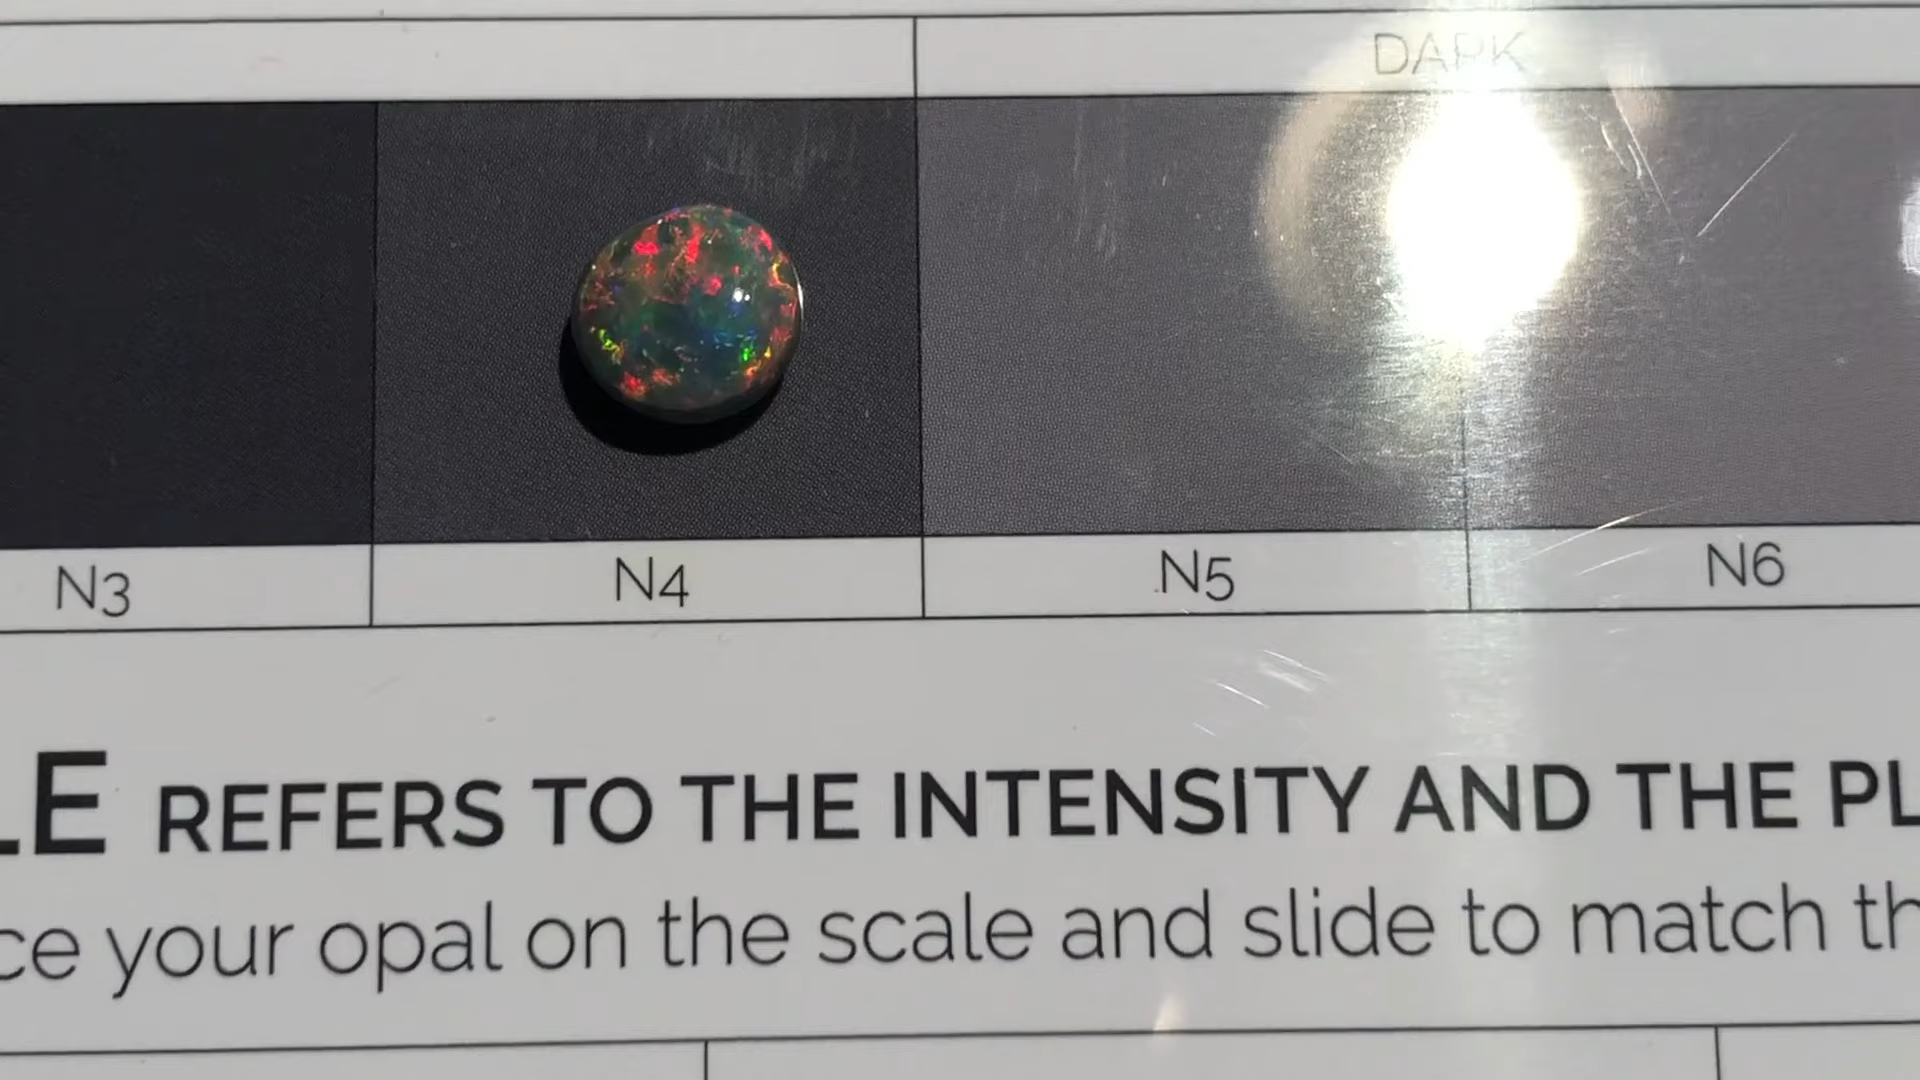 DARK
N3 N4 N5 N6
LE REFERS TO THE INTENSITY AND THE PL
ce your opal on the scale and slide to match th